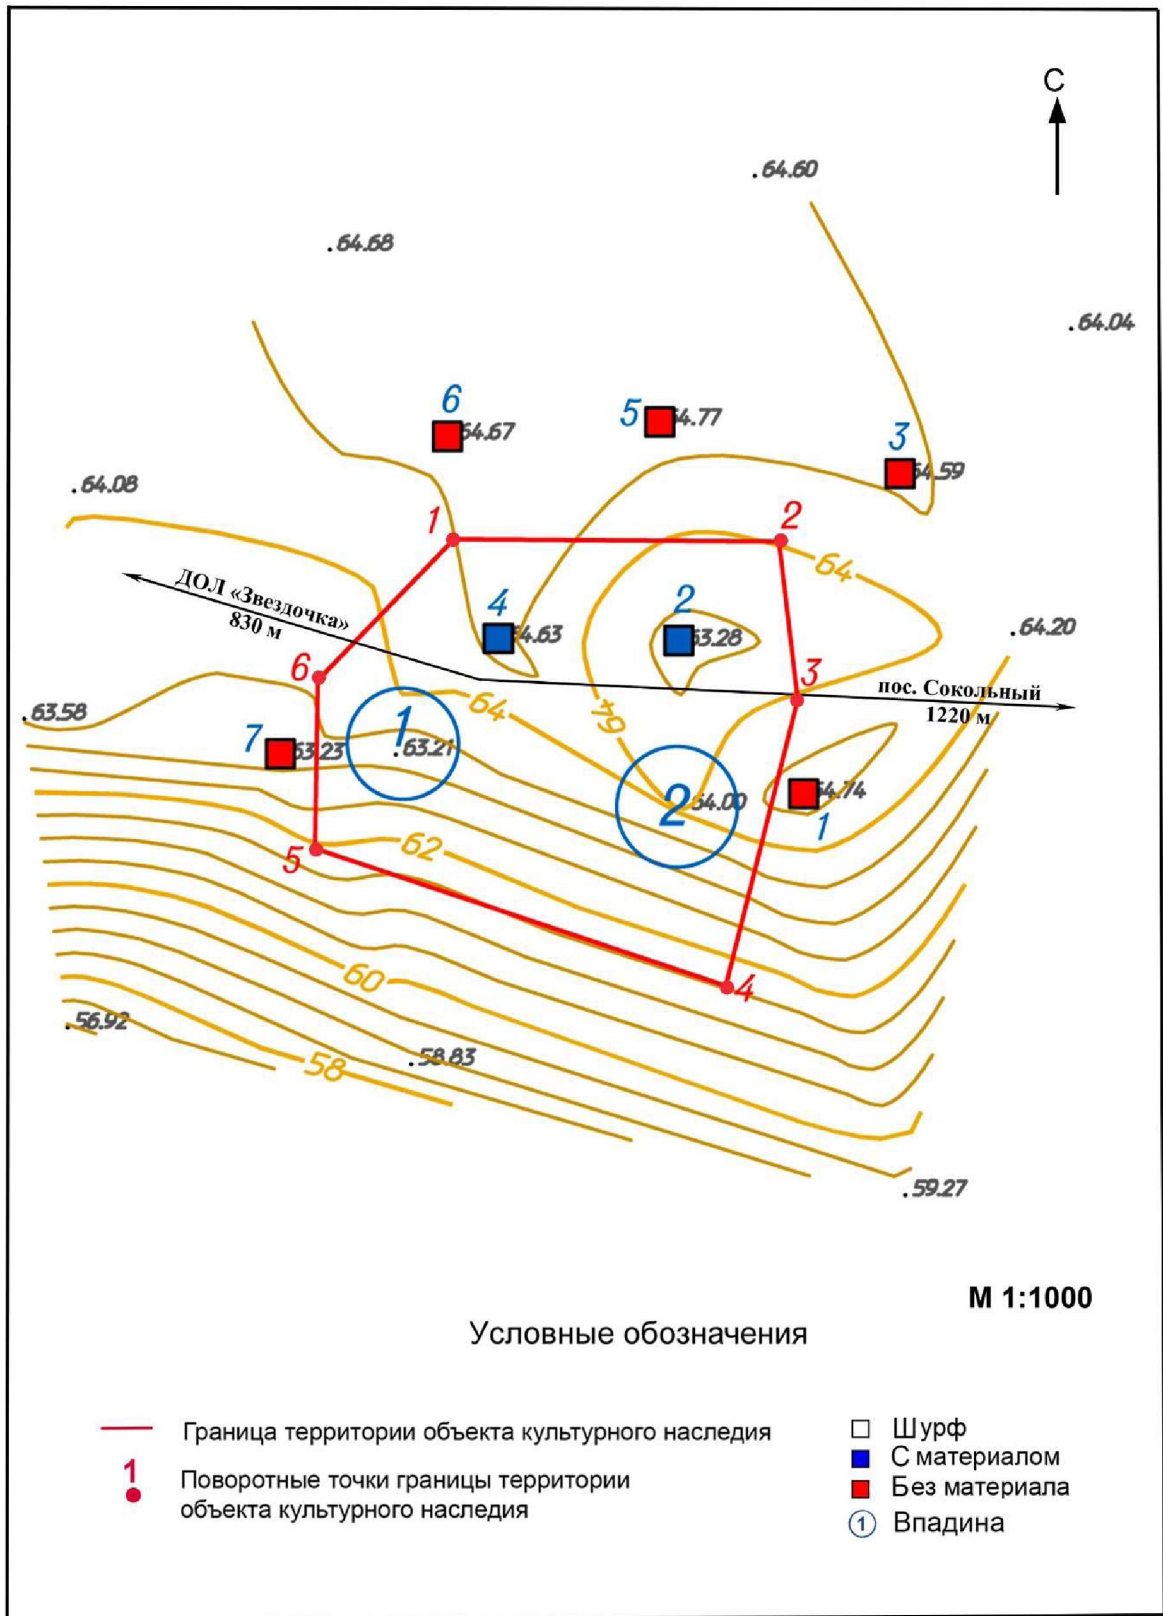 С
.64.60
.64.68
.64.04
6
64.67
5
64.77
3
64.59
.64.08
1
2
64
ДОЛ «Звездочка»
830 м
4
64.63
2
63.28
.64.20
6
3
пос. Сокольный
1220 м
64
64
.63.58
7
63.23
1
.63.21
2
64.00
64.74
1
62
5
4
60
.56.92
.58.83
58
.59.27
М 1:1000
Условные обозначения
Граница территории объекта культурного наследия
1
Поворотные точки границы территории
объекта культурного наследия
Шурф
С материалом
Без материала
1
Впадина